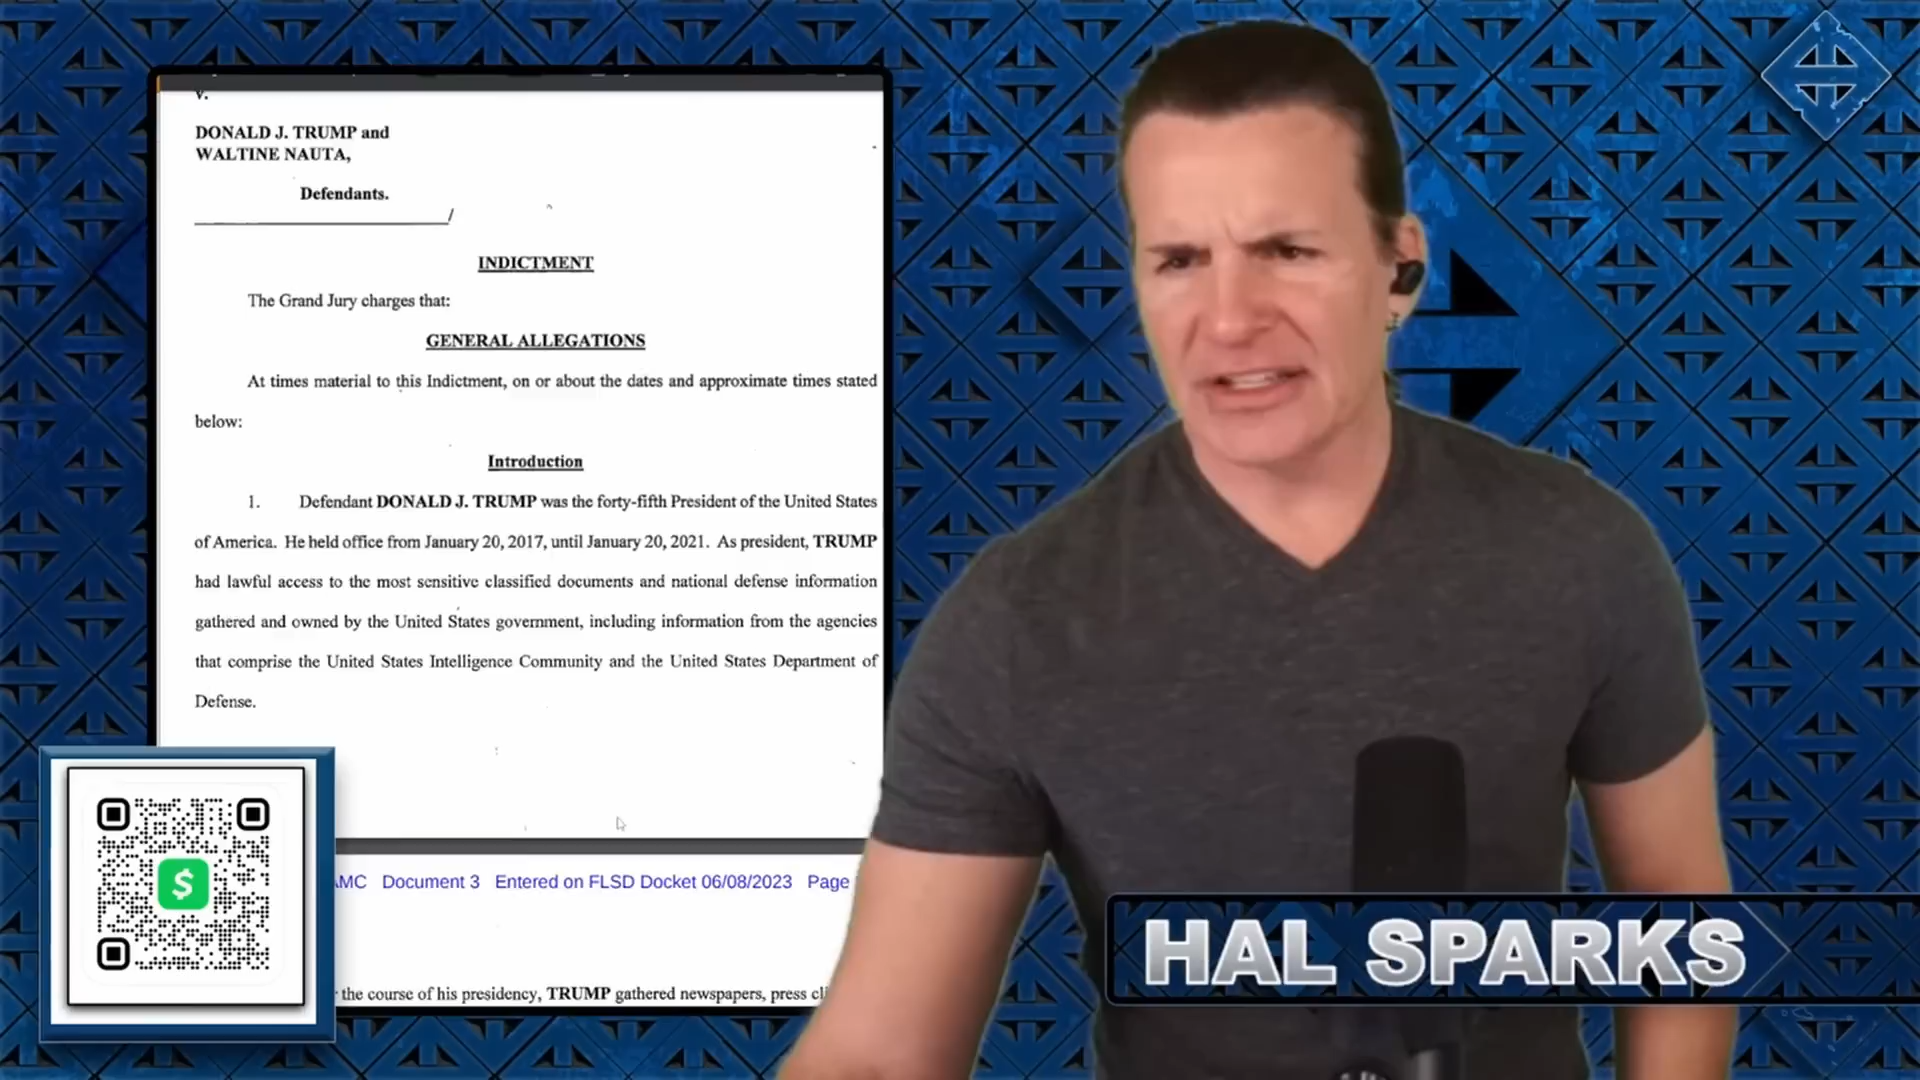 v.
DONALD J. TRUMP and
WALTINE NAUTA,
Defendants.
/
INDICTMENT
The Grand Jury charges that:
GENERAL ALLEGATIONS
At times material to this Indictment, on or about the dates and approximate times stated
below:
Introduction
1. Defendant DONALD J. TRUMP was the forty-fifth President of the United States
of America. He held office from January 20, 2017, until January 20, 2021. As president, TRUMP
had lawful access to the most sensitive classified documents and national defense information
gathered and owned by the United States government, including information from the agencies
that comprise the United States Intelligence Community and the United States Department of
Defense.
AMC Document 3 Entered on FLSD Docket 06/08/2023 Page
the course of his presidency, TRUMP gathered newspapers, press cli
$
HAL SPARKS